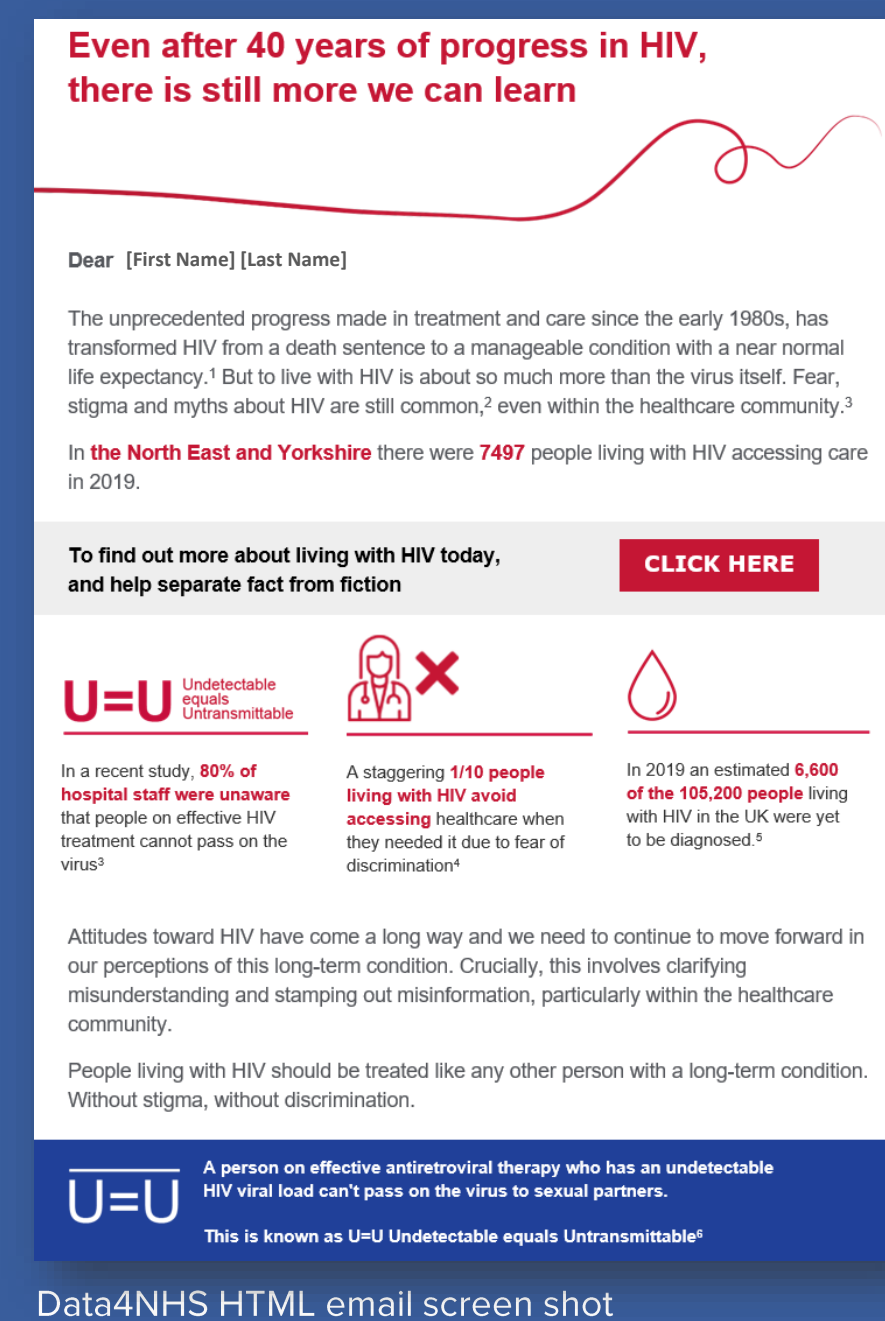 Even after 40 years of progress in HIV,
there is still more we can learn
Dear [First Name] [Last Name]
The unprecedented progress made in treatment and care since the early 1980s, has
transformed HIV from a death sentence to a manageable condition with a near normal
life expectancy.¹ But to live with HIV is about so much more than the virus itself. Fear,
stigma and myths about HIV are still common,² even within the healthcare community.³
In the North East and Yorkshire there were 7497 people living with HIV accessing care
in 2019.
To find out more about living with HIV today,
and help separate fact from fiction
CLICK HERE
U=U
Undetectable
equals
Untransmittable
In a recent study, 80% of
hospital staff were unaware
that people on effective HIV
treatment cannot pass on the
virus³
A staggering 1/10 people
living with HIV avoid
accessing healthcare when
they needed it due to fear of
discrimination⁴
In 2019 an estimated 6,600
of the 105,200 people living
with HIV in the UK were yet
to be diagnosed.⁵
Attitudes toward HIV have come a long way and we need to continue to move forward in
our perceptions of this long-term condition. Crucially, this involves clarifying
misunderstanding and stamping out misinformation, particularly within the healthcare
community.
People living with HIV should be treated like any other person with a long-term condition.
Without stigma, without discrimination.
U=U
A person on effective antiretroviral therapy who has an undetectable
HIV viral load can't pass on the virus to sexual partners.
This is known as U=U Undetectable equals Untransmittable⁶
Data4NHS HTML email screen shot